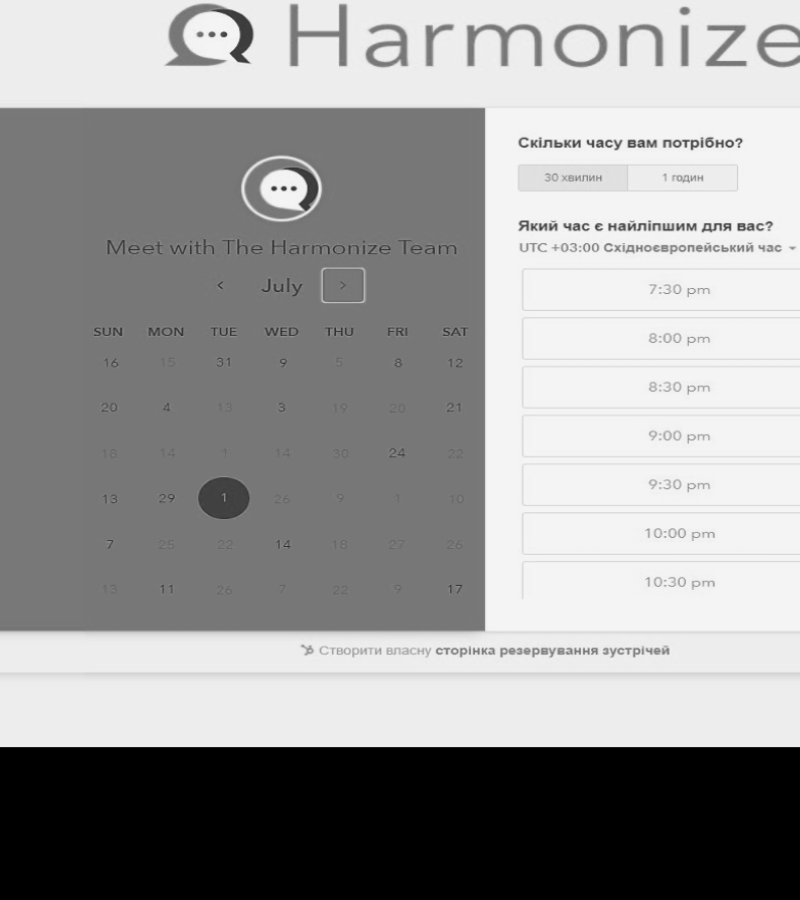 Harmonize
Meet with The Harmonize Team
< July >
SUN MON TUE WED THU FRI SAT
16 15 31 9 5 8 12
20 4 13 3 19 20 21
18 14 1 14 30 24 22
13 29 1 26 9 1 10
7 25 22 14 18 27 26
13 11 26 7 22 9 17
Скільки часу вам потрібно?
30 хвилин 1 годин
Який час є найліпшим для вас?
UTC +03:00 Східноєвропейський час
7:30 pm
8:00 pm
8:30 pm
9:00 pm
9:30 pm
10:00 pm
10:30 pm
Створити власну сторінка резервування зустрічей